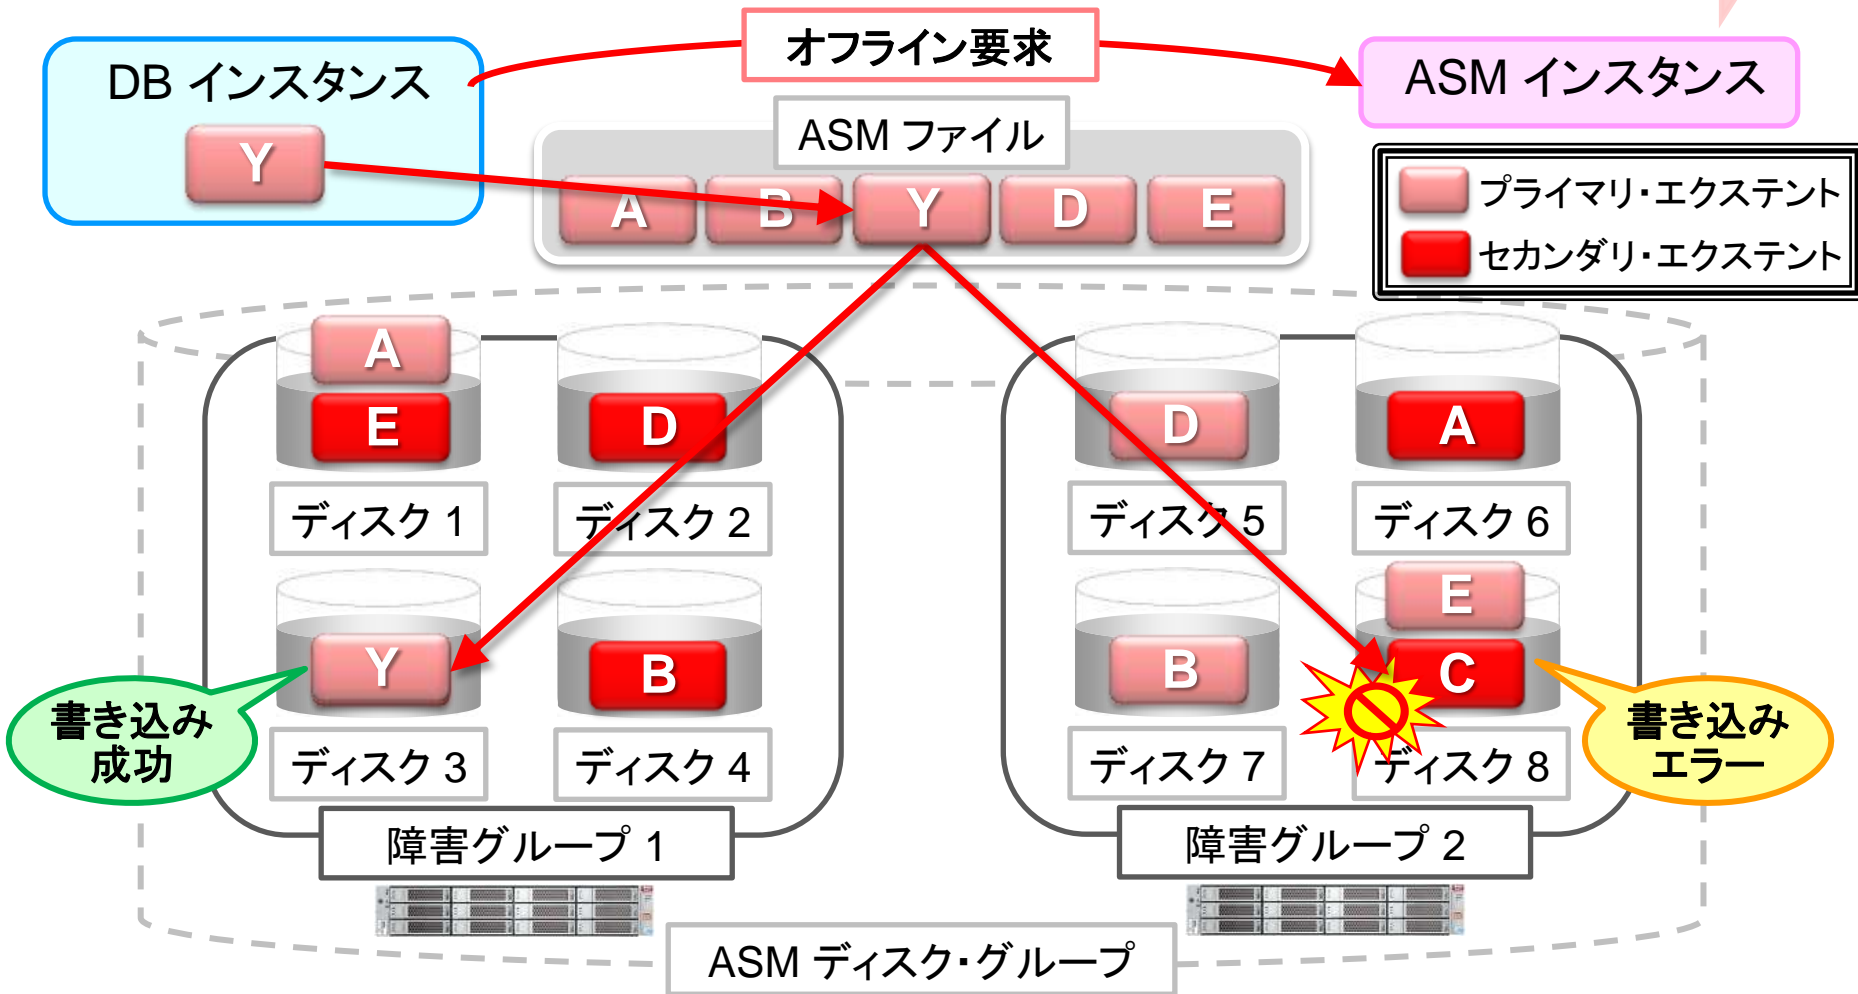 オフライン要求
DB インスタンス
ASM インスタンス
Y
ASM ファイル
A B Y D E
プライマリ・エクステント
セカンダリ・エクステント
A
E
D
D
A
ディスク 1
ディスク 2
ディスク 5
ディスク 6
Y
B
B
E
C
書き込み
成功
書き込み
エラー
ディスク 3
ディスク 4
ディスク 7
ディスク 8
障害グループ 1
障害グループ 2
ASM ディスク・グループ